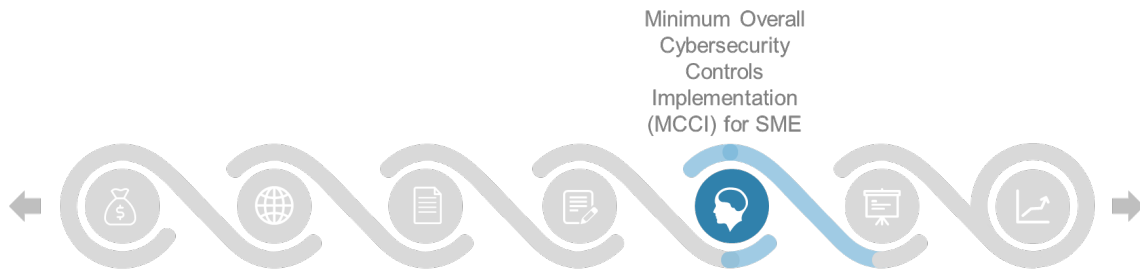 Minimum Overall
Cybersecurity
Controls
Implementation
(MCCI) for SME
$